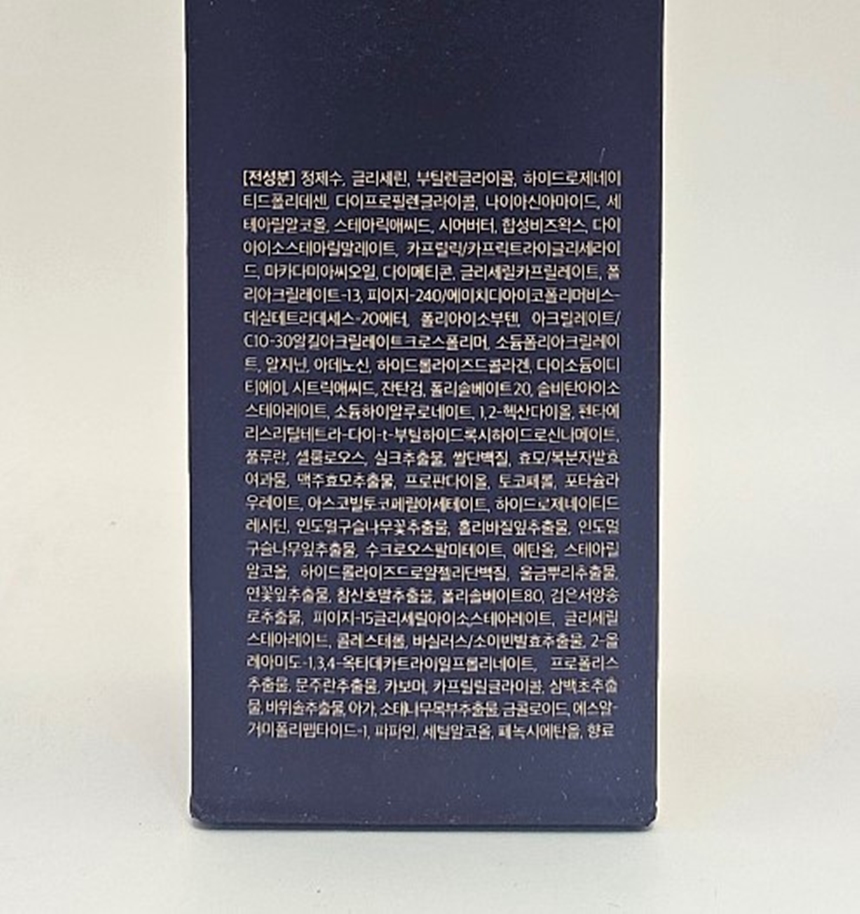 [전성분] 정제수, 글리세린, 부틸렌글라이콜, 하이드로제네이
티드폴리데센, 다이프로필렌글라이콜, 나이아신아마이드, 세
테아릴알코올, 스테아릭애씨드, 시어버터, 합성비즈왁스, 다이
아이소스테아릴말레이트, 카프릴릭/카프릭트라이글리세라이
드, 마카다미아씨오일, 다이메티콘, 글리세릴카프릴레이트, 폴
리아크릴레이트-13, 피이지-240/에이치디아이코폴리머비스-
데실테트라데세스-20에터, 폴리아이소부텐, 아크릴레이트/
C10-30알킬아크릴레이트크로스폴리머, 소듐폴리아크릴레이
트, 알지닌, 아데노신, 하이드롤라이즈드콜라겐, 다이소듐이디
티에이, 시트릭애씨드, 잔탄검, 폴리솔베이트20, 솔비탄아이소
스테아레이트, 소듐하이알루로네이트, 1,2-헥산다이올, 펜타에
리스리틸테트라-다이-t-부틸하이드록시하이드로신나메이트,
풀루란, 셀룰로오스, 실크추출물, 쌀단백질, 효모/복분자발효
여과물, 맥주효모추출물, 프로판다이올, 토코페롤, 포타슘라
우레이트, 아스코빌토코페릴아세테이트, 하이드로제네이티드
레시틴, 인도멀구슬나무꽃추출물, 홀리바질잎추출물, 인도멀
구슬나무잎추출물, 수크로오스팔미테이트, 에탄올, 스테아릴
알코올, 하이드롤라이즈드로얄젤리단백질, 울금뿌리추출물,
연꽃잎추출물, 참산호말추출물, 폴리솔베이트80, 검은서양송
로추출물, 피이지-15글리세릴아이소스테아레이트, 글리세릴
스테아레이트, 콜레스테롤, 바실러스/소이빈발효추출물, 2-올
레아미도-1,3,4-옥타데카트라이일프롤리네이트, 프로폴리스
추출물, 문주란추출물, 카보머, 카프릴릴글라이콜, 삼백초추출
물, 바위솔추출물, 아가, 소태나무목부추출물, 금콜로이드, 에스알-
거미폴리펩타이드-1, 파파인, 세틸알코올, 페녹시에탄올, 향료